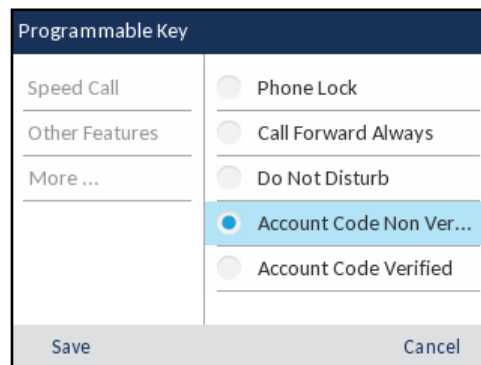 Programmable Key
Speed Call
Other Features
More ...
Phone Lock
Call Forward Always
Do Not Disturb
Account Code Non Ver...
Account Code Verified
Save
Cancel